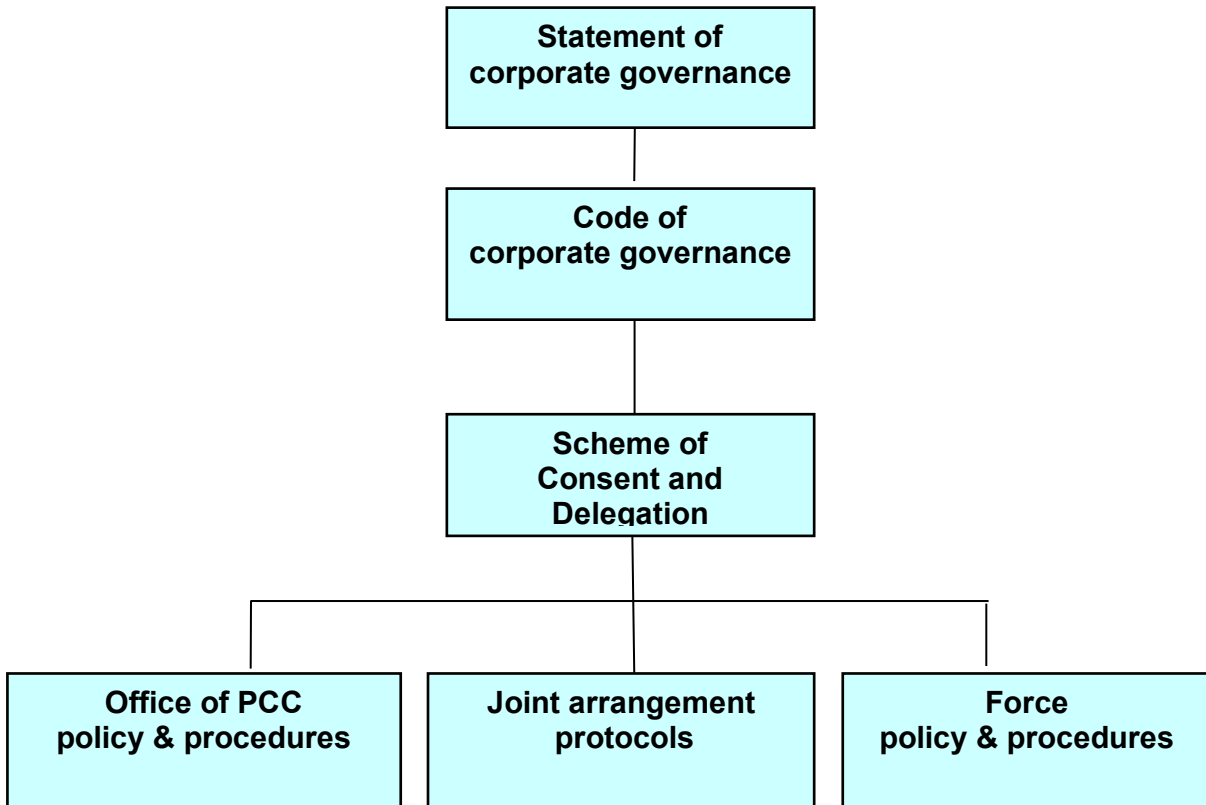 Statement of
corporate governance
Code of
corporate governance
Scheme of
Consent and
Delegation
Office of PCC
policy & procedures
Joint arrangement
protocols
Force
policy & procedures